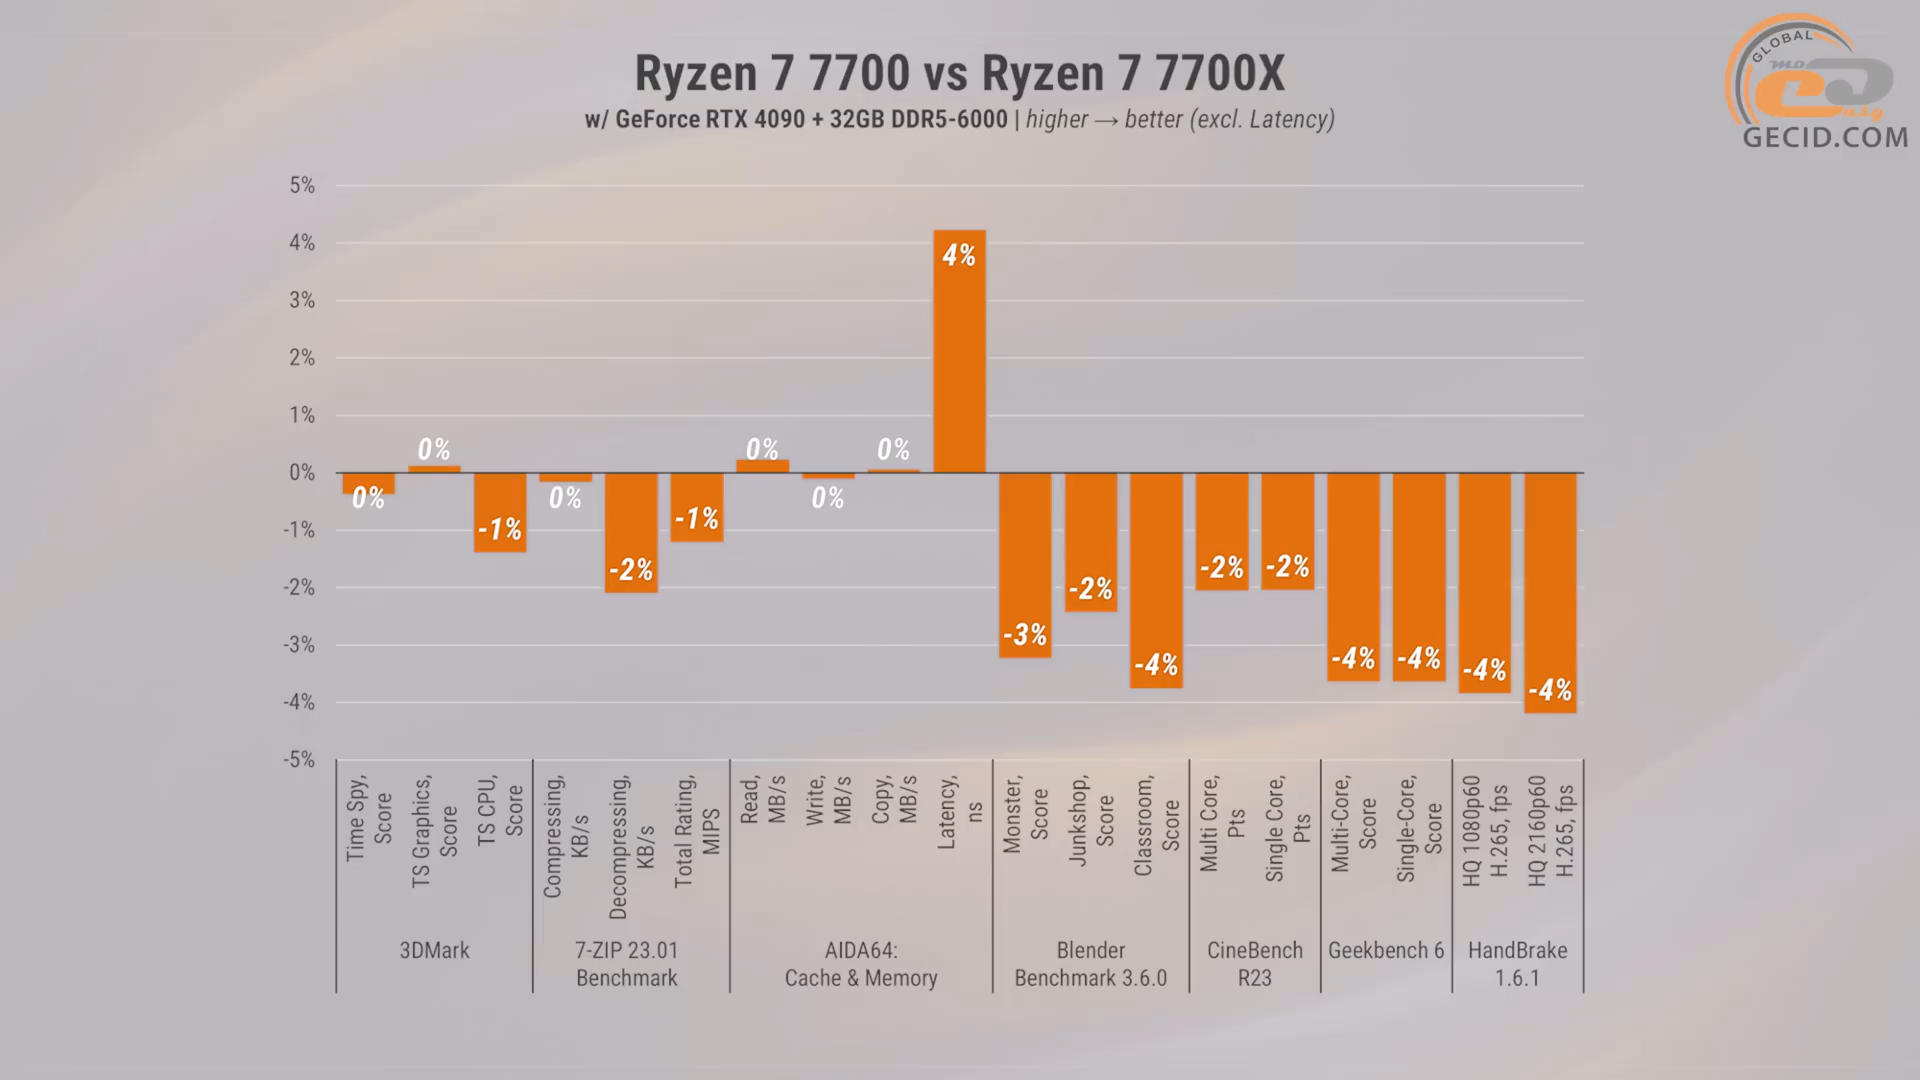 Ryzen 7 7700 vs Ryzen 7 7700X
w/ GeForce RTX 4090 + 32GB DDR5-6000 | higher → better (excl. Latency)
GLOBAL
GECID.COM
5%
4%
3%
2%
1%
0%
-1%
-2%
-3%
-4%
-5%
0%
0%
-1%
0%
-2%
-1%
0%
0%
0%
4%
-3%
-2%
-4%
-2%
-2%
-4%
-4%
-4%
-4%
Time Spy,
Score
TS Graphics,
Score
TS CPU,
Score
Compressing,
KB/s
Decompressing,
KB/s
Total Rating,
MIPS
Read,
MB/s
Write,
MB/s
Copy,
MB/s
Latency,
ns
Monster,
Score
Junkshop,
Score
Classroom,
Score
Multi Core,
Pts
Single Core,
Pts
Multi-Core,
Score
Single-Core,
Score
HQ 1080p60
H.265, fps
HQ 2160p60
H.265, fps
3DMark
7-ZIP 23.01
Benchmark
AIDA64:
Cache & Memory
Blender
Benchmark 3.6.0
CineBench
R23
Geekbench 6
HandBrake
1.6.1